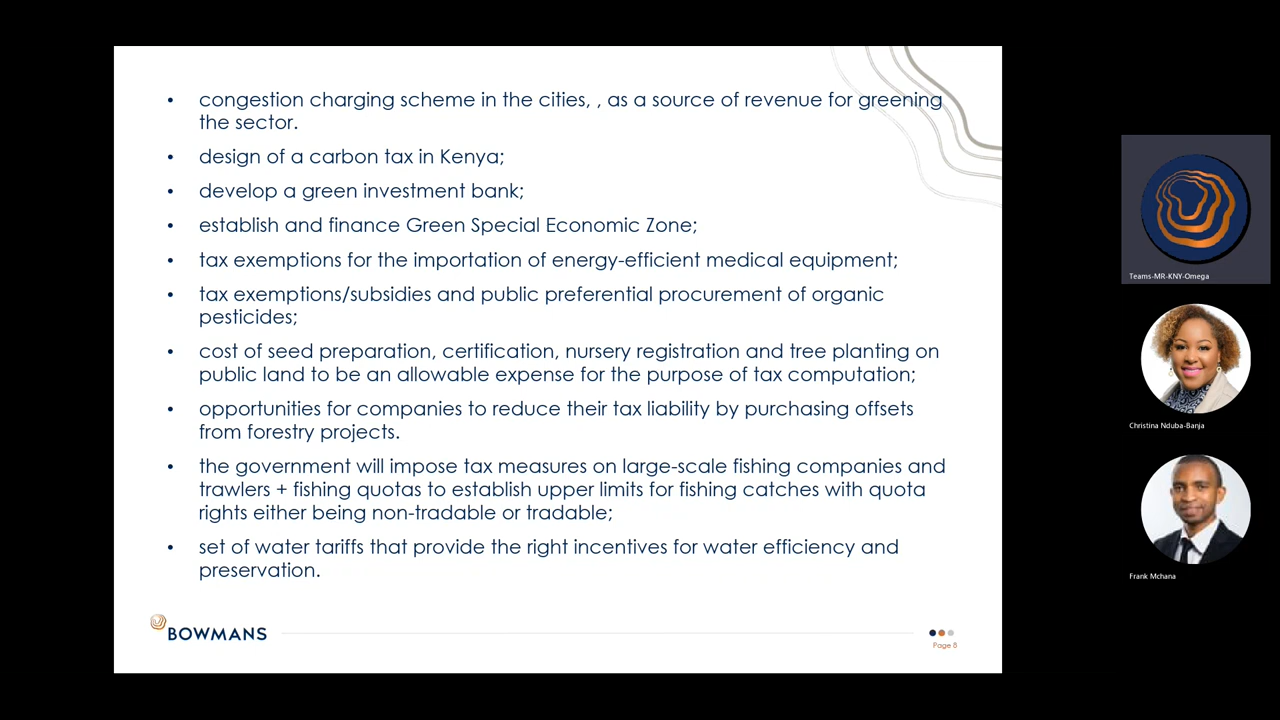 • congestion charging scheme in the cities, , as a source of revenue for greening
the sector.
• design of a carbon tax in Kenya;
• develop a green investment bank;
• establish and finance Green Special Economic Zone;
• tax exemptions for the importation of energy-efficient medical equipment;
• tax exemptions/subsidies and public preferential procurement of organic
pesticides;
• cost of seed preparation, certification, nursery registration and tree planting on
public land to be an allowable expense for the purpose of tax computation;
• opportunities for companies to reduce their tax liability by purchasing offsets
from forestry projects.
• the government will impose tax measures on large-scale fishing companies and
trawlers + fishing quotas to establish upper limits for fishing catches with quota
rights either being non-tradable or tradable;
• set of water tariffs that provide the right incentives for water efficiency and
preservation.
BOWMANS
Page 8
Teams-MR-KNY-Omega
Christina Nduba-Banja
Frank Mchana